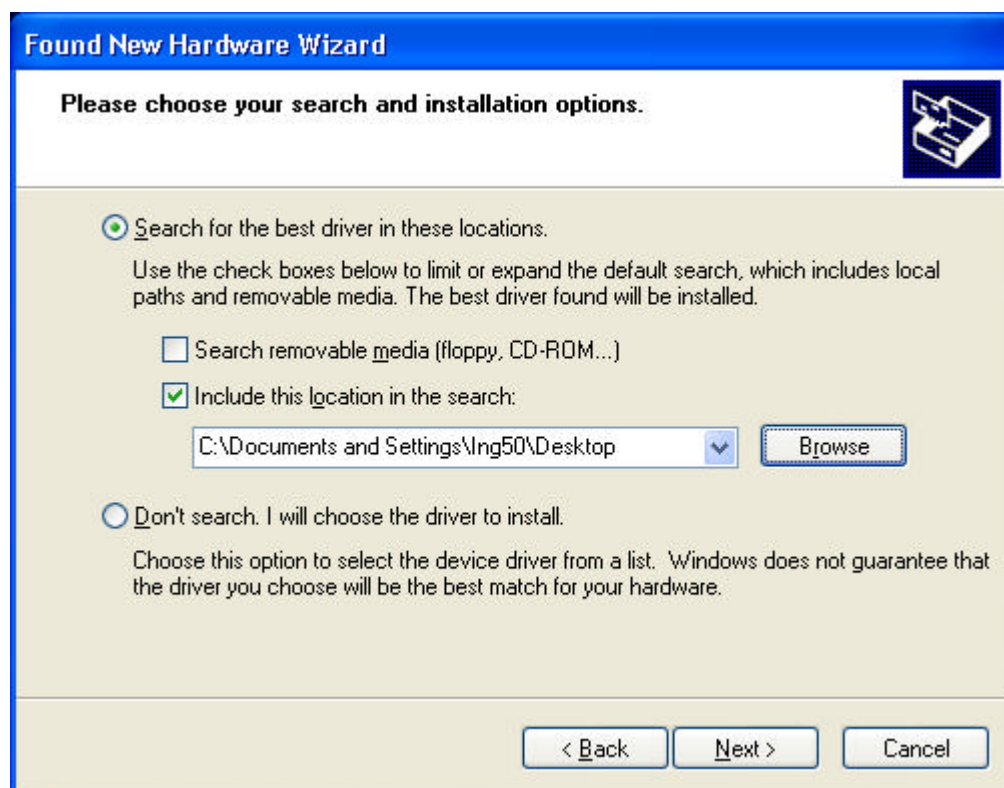 Found New Hardware Wizard
Please choose your search and installation options.
Search for the best driver in these locations.
Use the check boxes below to limit or expand the default search, which includes local
paths and removable media. The best driver found will be installed.
Search removable media (floppy, CD-ROM...)
Include this location in the search:
C:\Documents and Settings\Ing50\Desktop
Browse
Don't search. I will choose the driver to install.
Choose this option to select the device driver from a list. Windows does not guarantee that
the driver you choose will be the best match for your hardware.
< Back
Next >
Cancel